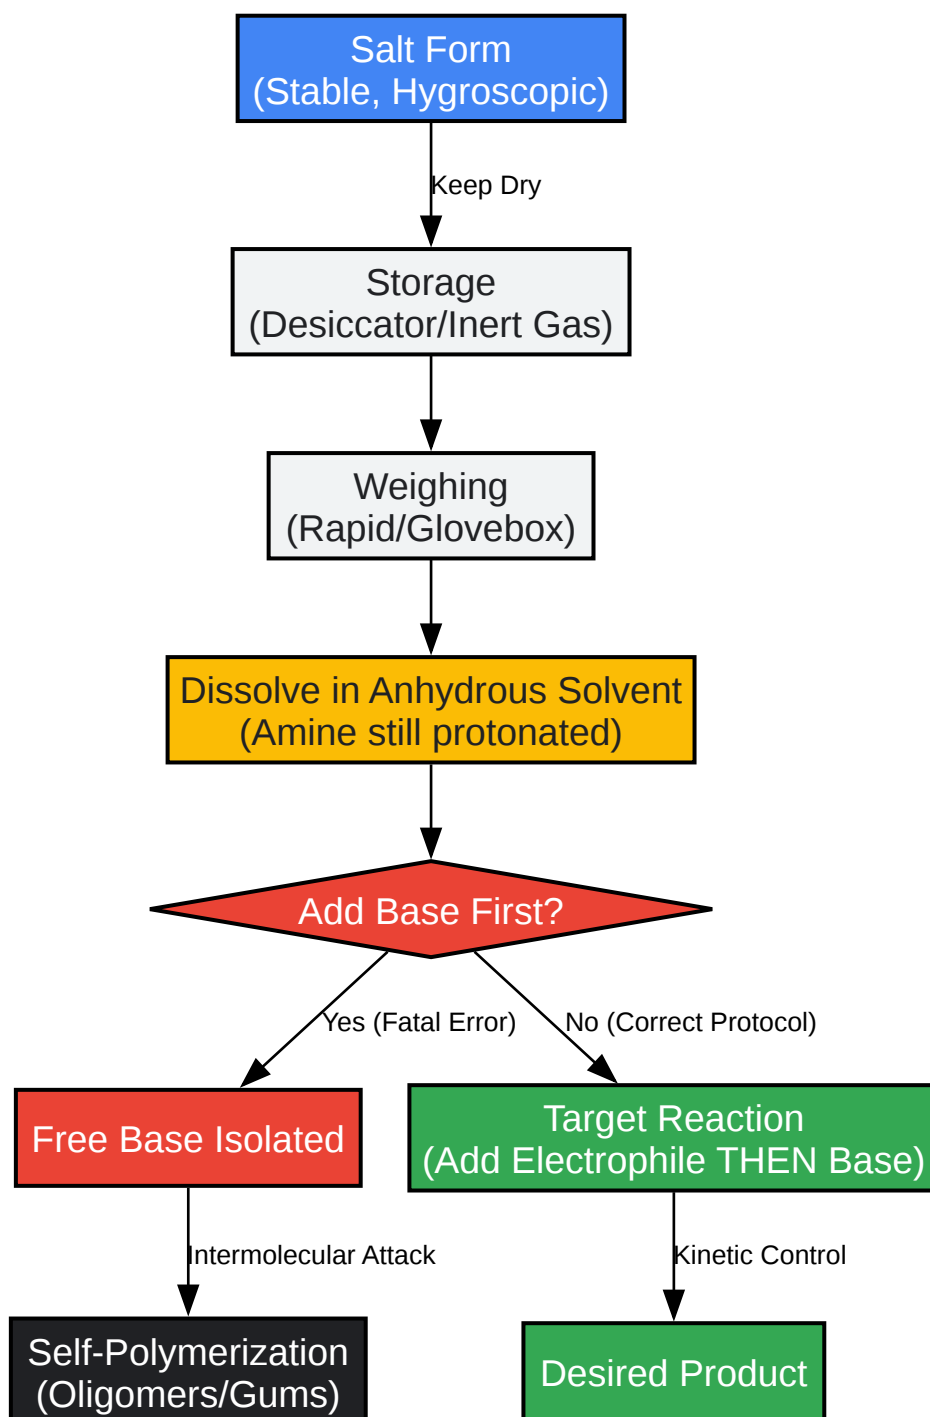 Salt Form
(Stable, Hygroscopic)
Keep Dry
Storage
(Desiccator/Inert Gas)
Weighing
(Rapid/Glovebox)
Dissolve in Anhydrous Solvent
(Amine still protonated)
Add Base First?
Yes (Fatal Error)
No (Correct Protocol)
Free Base Isolated
Target Reaction
(Add Electrophile THEN Base)
Intermolecular Attack
Kinetic Control
Self-Polymerization
(Oligomers/Gums)
Desired Product